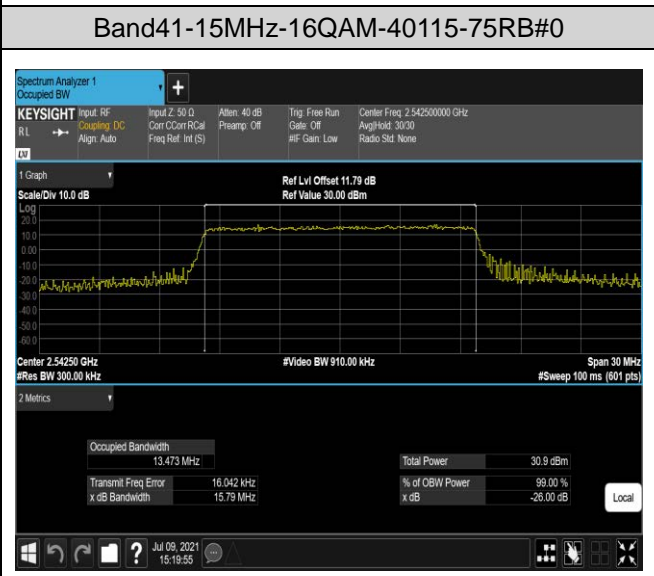 Band41-15MHz-16QAM-40115-75RB#0
Spectrum Analyzer 1
Occupied BW
+
KEYSIGHT Input: RF Input Z: 50 Ω Atten: 40 dB Trig: Free Run Center Freq: 2.542500000 GHz
RL Coupling: DC Corr CCorr RCal Preamp: Off Gate: Off Avg|Hold: 30/30
Align: Auto Freq Ref: Int (S) #IF Gain: Low Radio Std: None
LXI
1 Graph
Ref Lvl Offset 11.79 dB
Scale/Div 10.0 dB Ref Value 30.00 dBm
Log
20.0
10.0
0.00
-10.0
-20.0
-30.0
-40.0
-50.0
-60.0
Center 2.54250 GHz #Video BW 910.00 kHz Span 30 MHz
#Res BW 300.00 kHz #Sweep 100 ms (601 pts)
2 Metrics
Occupied Bandwidth
13.473 MHz Total Power 30.9 dBm
Transmit Freq Error 16.042 kHz % of OBW Power 99.00 %
x dB Bandwidth 15.79 MHz x dB -26.00 dB
Local
? Jul 09, 2021
15:19:55